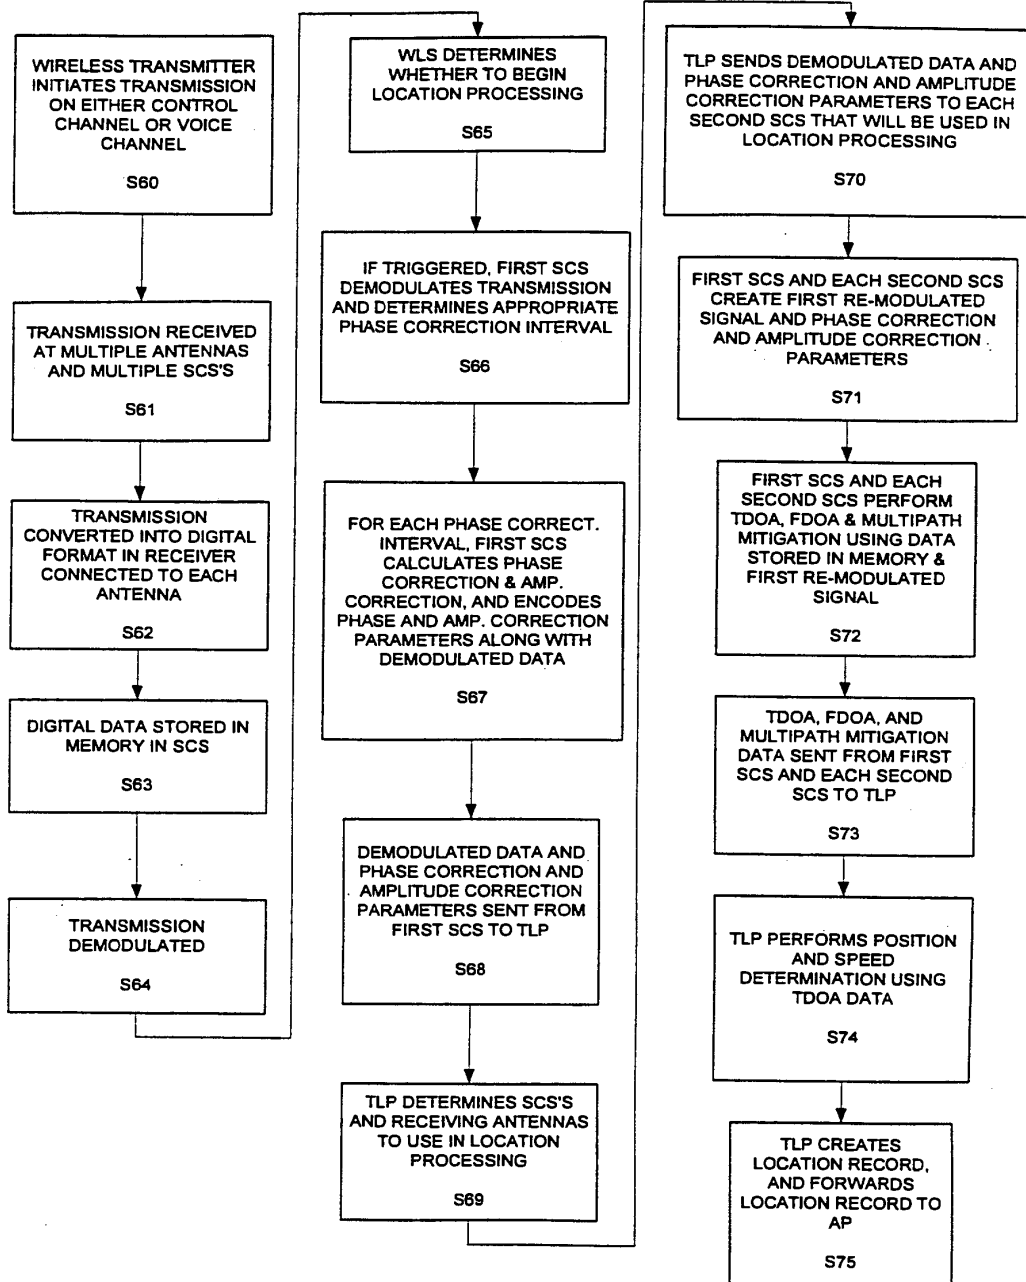 WIRELESS TRANSMITTER
INITIATES TRANSMISSION
ON EITHER CONTROL
CHANNEL OR VOICE
CHANNEL
S60
TRANSMISSION RECEIVED
AT MULTIPLE ANTENNAS
AND MULTIPLE SCS'S
S61
TRANSMISSION
CONVERTED INTO DIGITAL
FORMAT IN RECEIVER
CONNECTED TO EACH
ANTENNA
S62
DIGITAL DATA STORED IN
MEMORY IN SCS
S63
TRANSMISSION
DEMODULATED
S64
WLS DETERMINES
WHETHER TO BEGIN
LOCATION PROCESSING
S65
IF TRIGGERED, FIRST SCS
DEMODULATES TRANSMISSION
AND DETERMINES APPROPRIATE
PHASE CORRECTION INTERVAL
S66
FOR EACH PHASE CORRECT.
INTERVAL, FIRST SCS
CALCULATES PHASE
CORRECTION & AMP.
CORRECTION, AND ENCODES
PHASE AND AMP. CORRECTION
PARAMETERS ALONG WITH
DEMODULATED DATA
S67
DEMODULATED DATA AND
PHASE CORRECTION AND
AMPLITUDE CORRECTION
PARAMETERS SENT FROM
FIRST SCS TO TLP
S68
TLP DETERMINES SCS'S
AND RECEIVING ANTENNAS
TO USE IN LOCATION
PROCESSING
S69
TLP SENDS DEMODULATED DATA AND
PHASE CORRECTION AND AMPLITUDE
CORRECTION PARAMETERS TO EACH
SECOND SCS THAT WILL BE USED IN
LOCATION PROCESSING
S70
FIRST SCS AND EACH SECOND SCS
CREATE FIRST RE-MODULATED
SIGNAL AND PHASE CORRECTION
AND AMPLITUDE CORRECTION
PARAMETERS
S71
FIRST SCS AND EACH
SECOND SCS PERFORM
TDOA, FDOA & MULTIPATH
MITIGATION USING DATA
STORED IN MEMORY &
FIRST RE-MODULATED
SIGNAL
S72
TDOA, FDOA, AND
MULTIPATH MITIGATION
DATA SENT FROM FIRST
SCS AND EACH SECOND
SCS TO TLP
S73
TLP PERFORMS POSITION
AND SPEED
DETERMINATION USING
TDOA DATA
S74
TLP CREATES
LOCATION RECORD,
AND FORWARDS
LOCATION RECORD TO
AP
S75